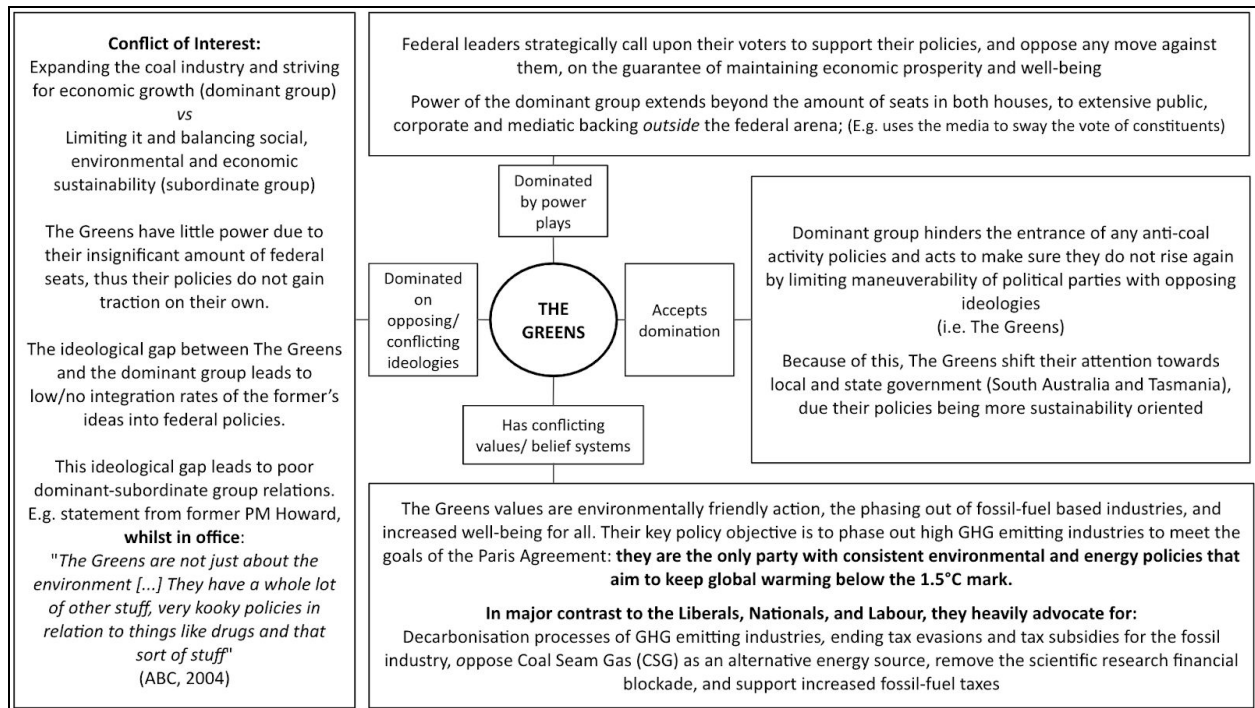 Conflict of Interest:
Expanding the coal industry and striving
for economic growth (dominant group)
vs
Limiting it and balancing social,
environmental and economic
sustainability (subordinate group)
The Greens have little power due to
their insignificant amount of federal
seats, thus their policies do not gain
traction on their own.
The ideological gap between The Greens
and the dominant group leads to
low/no integration rates of the former's
ideas into federal policies.
This ideological gap leads to poor
dominant-subordinate group relations.
E.g. statement from former PM Howard,
whilst in office:
"The Greens are not just about the
environment [...] They have a whole lot
of other stuff, very kooky policies in
relation to things like drugs and that
sort of stuff"
(ABC, 2004)
Federal leaders strategically call upon their voters to support their policies, and oppose any move against
them, on the guarantee of maintaining economic prosperity and well-being
Power of the dominant group extends beyond the amount of seats in both houses, to extensive public,
corporate and mediatic backing outside the federal arena; (E.g. uses the media to sway the vote of constituents)
Dominated
by power
plays
Dominated
on
opposing/
conflicting
ideologies
THE
GREENS
Accepts
domination
Dominant group hinders the entrance of any anti-coal
activity policies and acts to make sure they do not rise again
by limiting maneuverability of political parties with opposing
ideologies
(i.e. The Greens)
Because of this, The Greens shift their attention towards
local and state government (South Australia and Tasmania),
due their policies being more sustainability oriented
Has conflicting
values/ belief systems
The Greens values are environmentally friendly action, the phasing out of fossil-fuel based industries, and
increased well-being for all. Their key policy objective is to phase out high GHG emitting industries to meet the
goals of the Paris Agreement: they are the only party with consistent environmental and energy policies that
aim to keep global warming below the 1.5°C mark.
In major contrast to the Liberals, Nationals, and Labour, they heavily advocate for:
Decarbonisation processes of GHG emitting industries, ending tax evasions and tax subsidies for the fossil
industry, oppose Coal Seam Gas (CSG) as an alternative energy source, remove the scientific research financial
blockade, and support increased fossil-fuel taxes